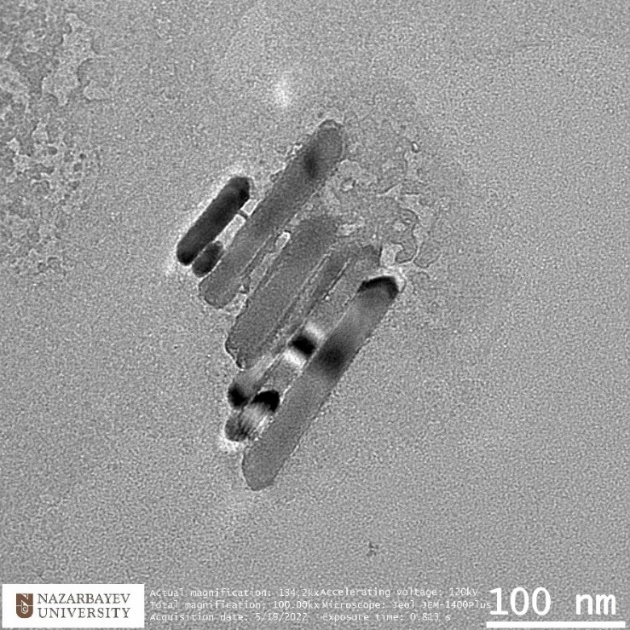 NAZARBAYEV
UNIVERSITY
Actual magnification: 134.2kx Accelerating voltage: 120kV
Total magnification: 100.00kx Microscope: Jeol JEM-1400Plus
Acquisition date: 5/18/2022 exposure time: 0.813 s
100 nm